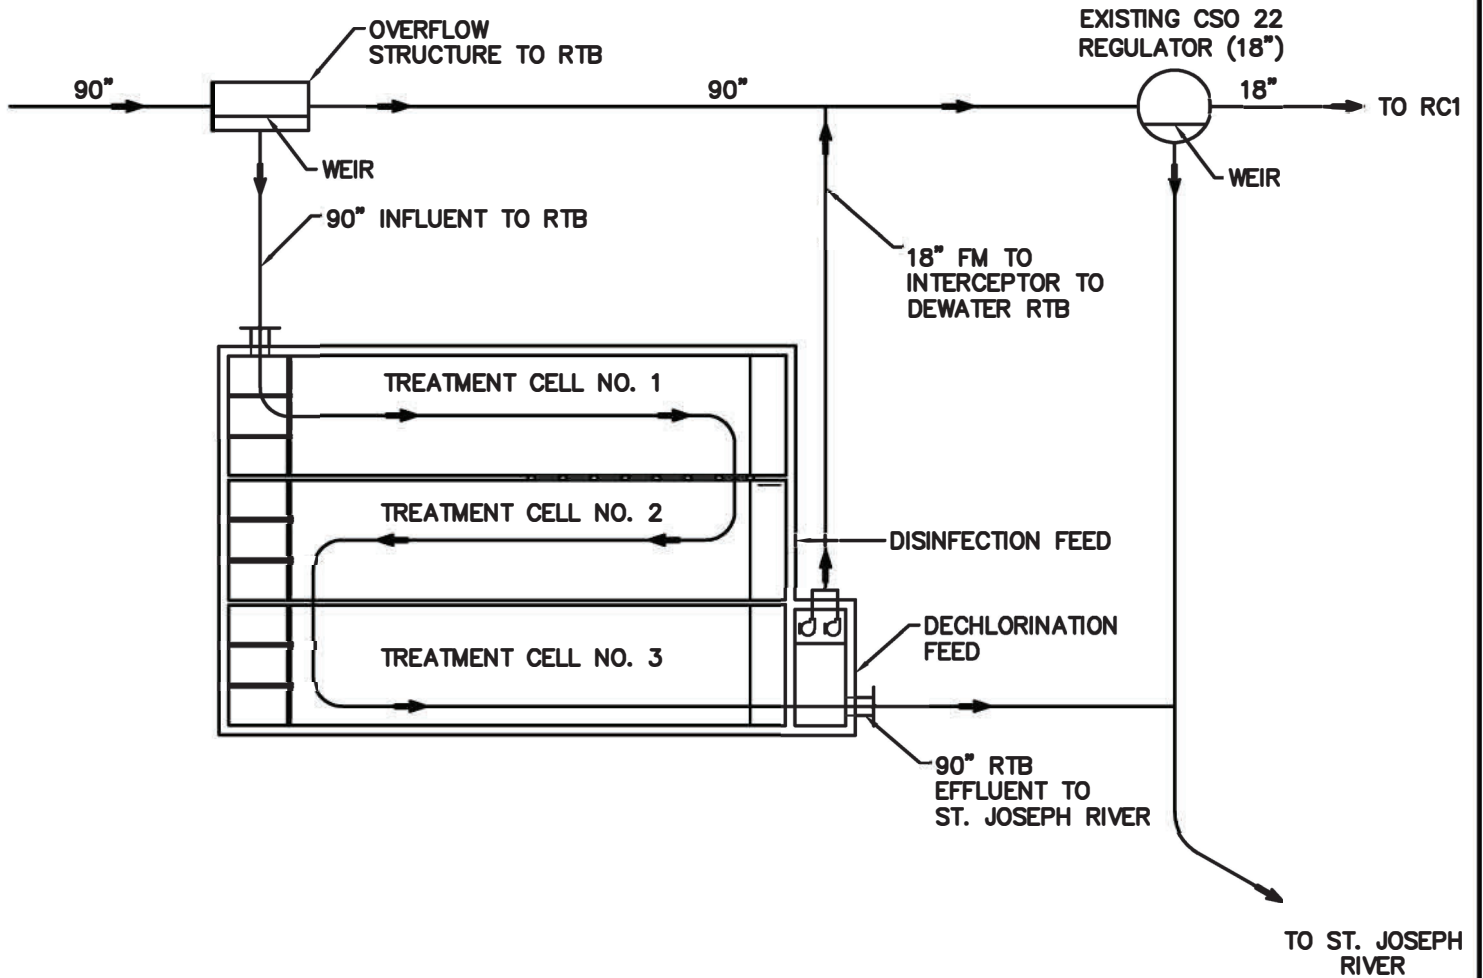 OVERFLOW
STRUCTURE TO RTB
EXISTING CSO 22
REGULATOR (18")
90"
90"
18"
TO RC1
WEIR
WEIR
90" INFLUENT TO RTB
18" FM TO
INTERCEPTOR TO
DEWATER RTB
TREATMENT CELL NO. 1
TREATMENT CELL NO. 2
DISINFECTION FEED
TREATMENT CELL NO. 3
DECHLORINATION
FEED
90" RTB
EFFLUENT TO
ST. JOSEPH RIVER
TO ST. JOSEPH
RIVER